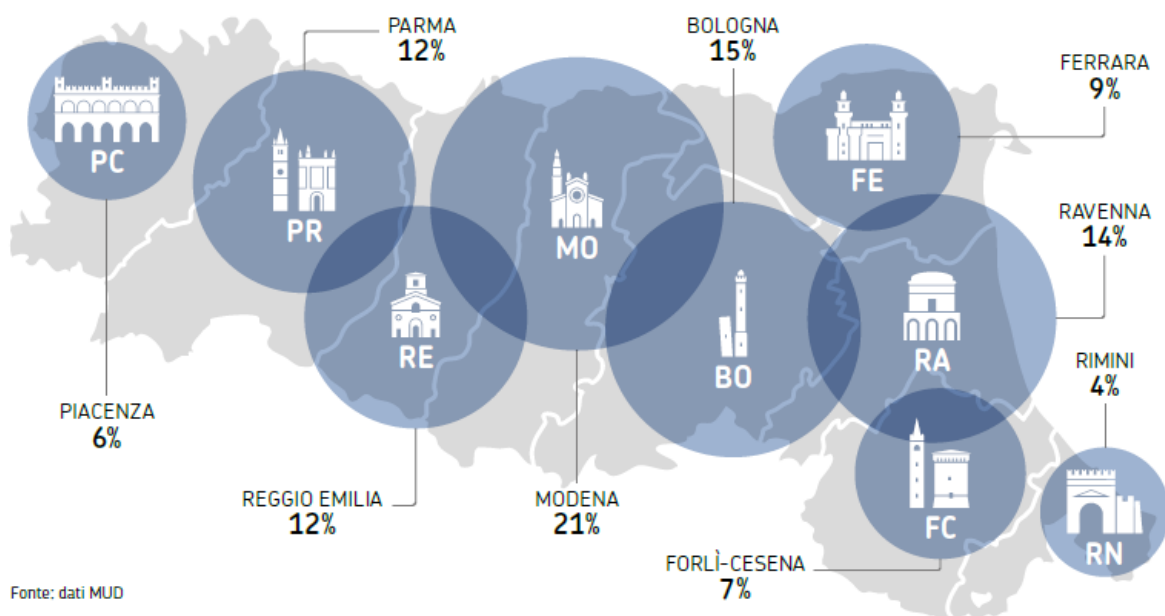 PARMA
12%
BOLOGNA
15%
FERRARA
9%
PC
PR
MO
FE
RAVENNA
14%
RE
BO
RA
RIMINI
4%
PIACENZA
6%
REGGIO EMILIA
12%
MODENA
21%
FC
RN
FORLÌ-CESENA
7%
Fonte: dati MUD